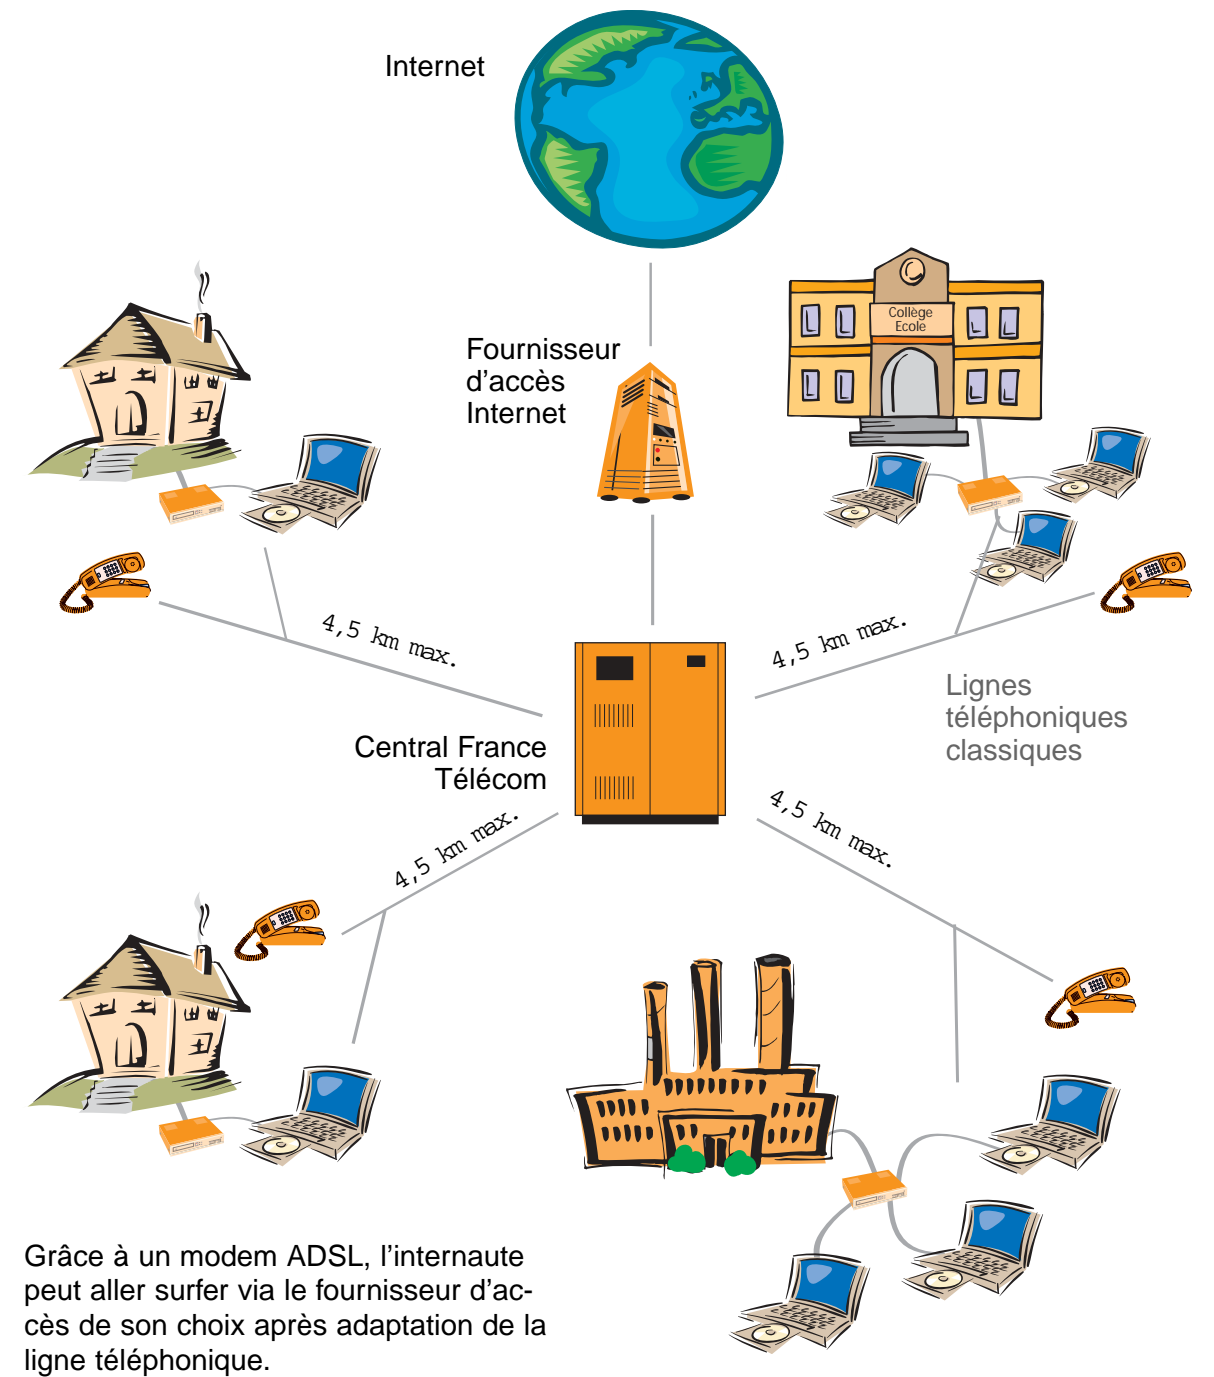 Internet
Collège
Ecole
Fournisseur
d’accès
Internet
4,5 km max.
4,5 km max.
Lignes
téléphoniques
classiques
Central France
Télécom
4,5 km max.
4,5 km max.
Grâce à un modem ADSL, l’internaute
peut aller surfer via le fournisseur d’ac-
cès de son choix après adaptation de la
ligne téléphonique.